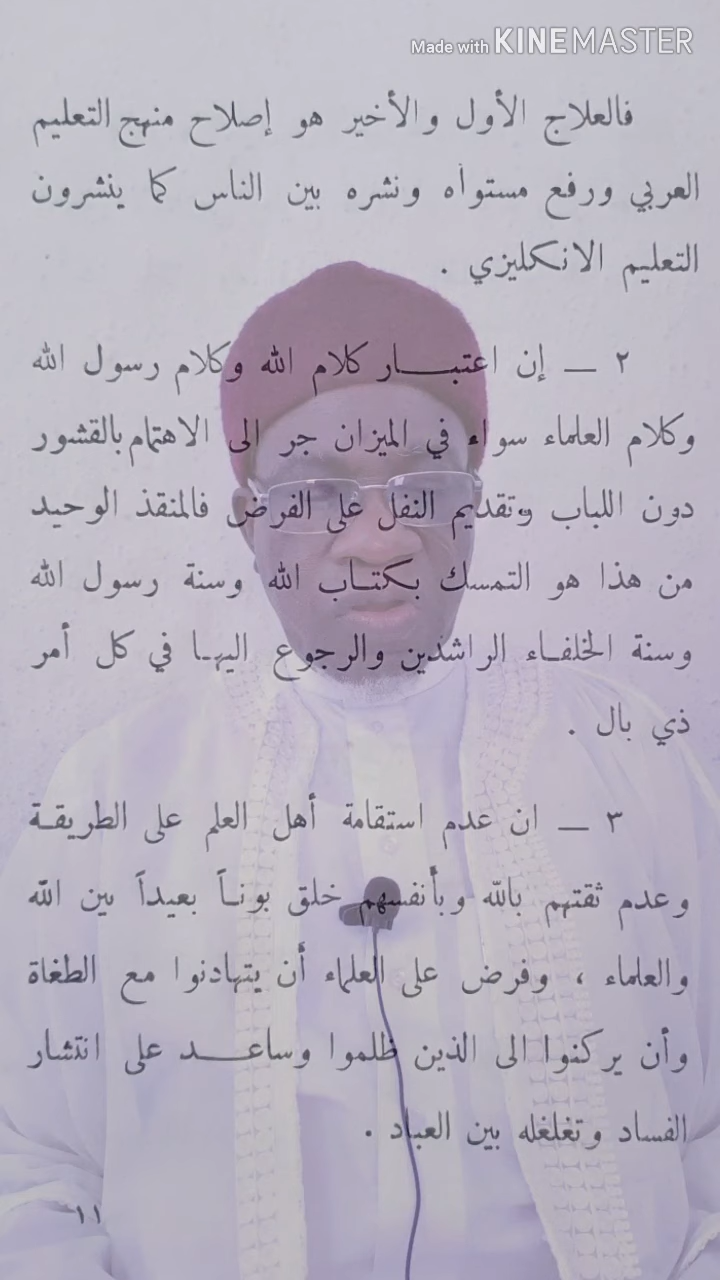 Made with KINEMASTER
فالعلاج الأول والأخير هو إصلاح منهج التعليم
العربي ورفع مستواه ونشره بين الناس كما ينشرون
التعليم الانكليزي .
٢ — إن اعتبار كلام الله وكلام رسول الله
وكلام العلماء سواء في الميزان جر الى الاهتمام بالقشور
دون اللباب وتقديم النفل على الفرض فالمنقذ الوحيد
من هذا هو التمسك بكتاب الله وسنة رسول الله
وسنة الخلفاء الراشدين والرجوع اليها في كل أمر
ذي بال .
٣ — ان عدم استقامة أهل العلم على الطريقة
وعدم ثقتهم بالله وبأنفسهم خلق بوناً بعيداً بين الله
والعلماء ، وفرض على العلماء أن يتهادنوا مع الطغاة
وأن يركنوا الى الذين ظلموا وساعد على انتشار
الفساد وتغلغله بين العباد .
١١